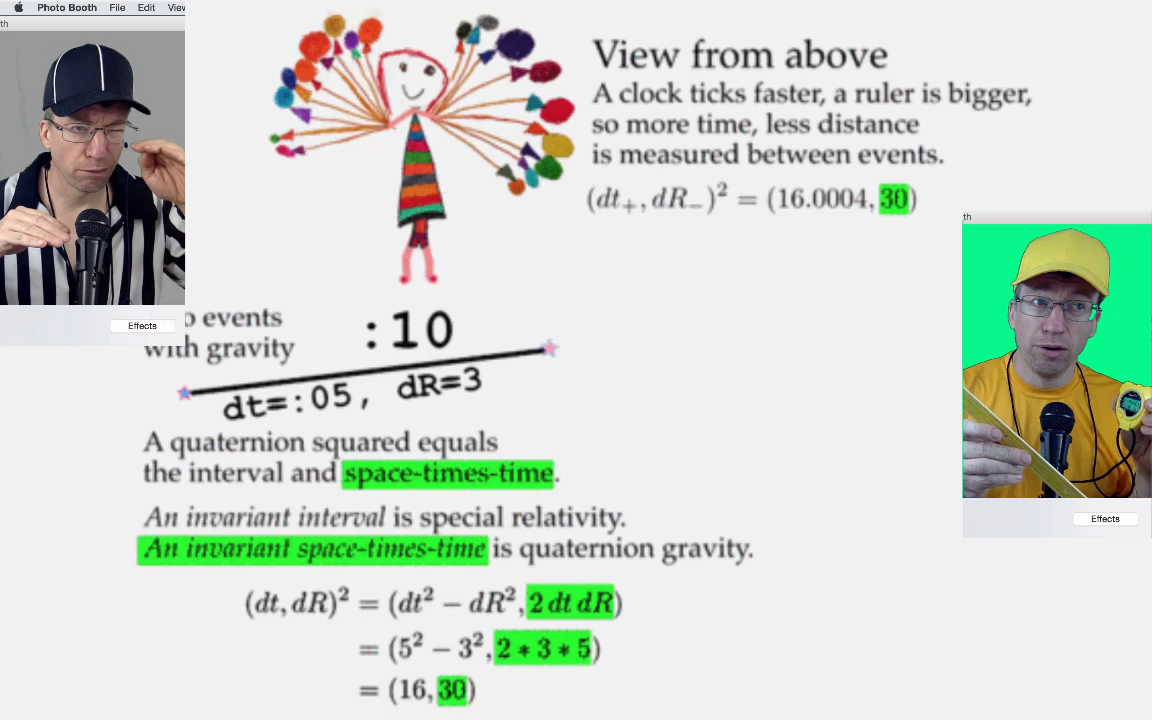 Photo Booth File Edit View
th
View from above
A clock ticks faster, a ruler is bigger,
so more time, less distance
is measured between events.
(dt₊, dR₋)² = (16.0004, 30)
th
Effects
events
with gravity
:10
dt=:05, dR=3
Effects
A quaternion squared equals
the interval and space-times-time.
An invariant interval is special relativity.
An invariant space-times-time is quaternion gravity.
(dt, dR)² = (dt² − dR², 2 dt dR)
= (5² − 3², 2 ∗ 3 ∗ 5)
= (16, 30)